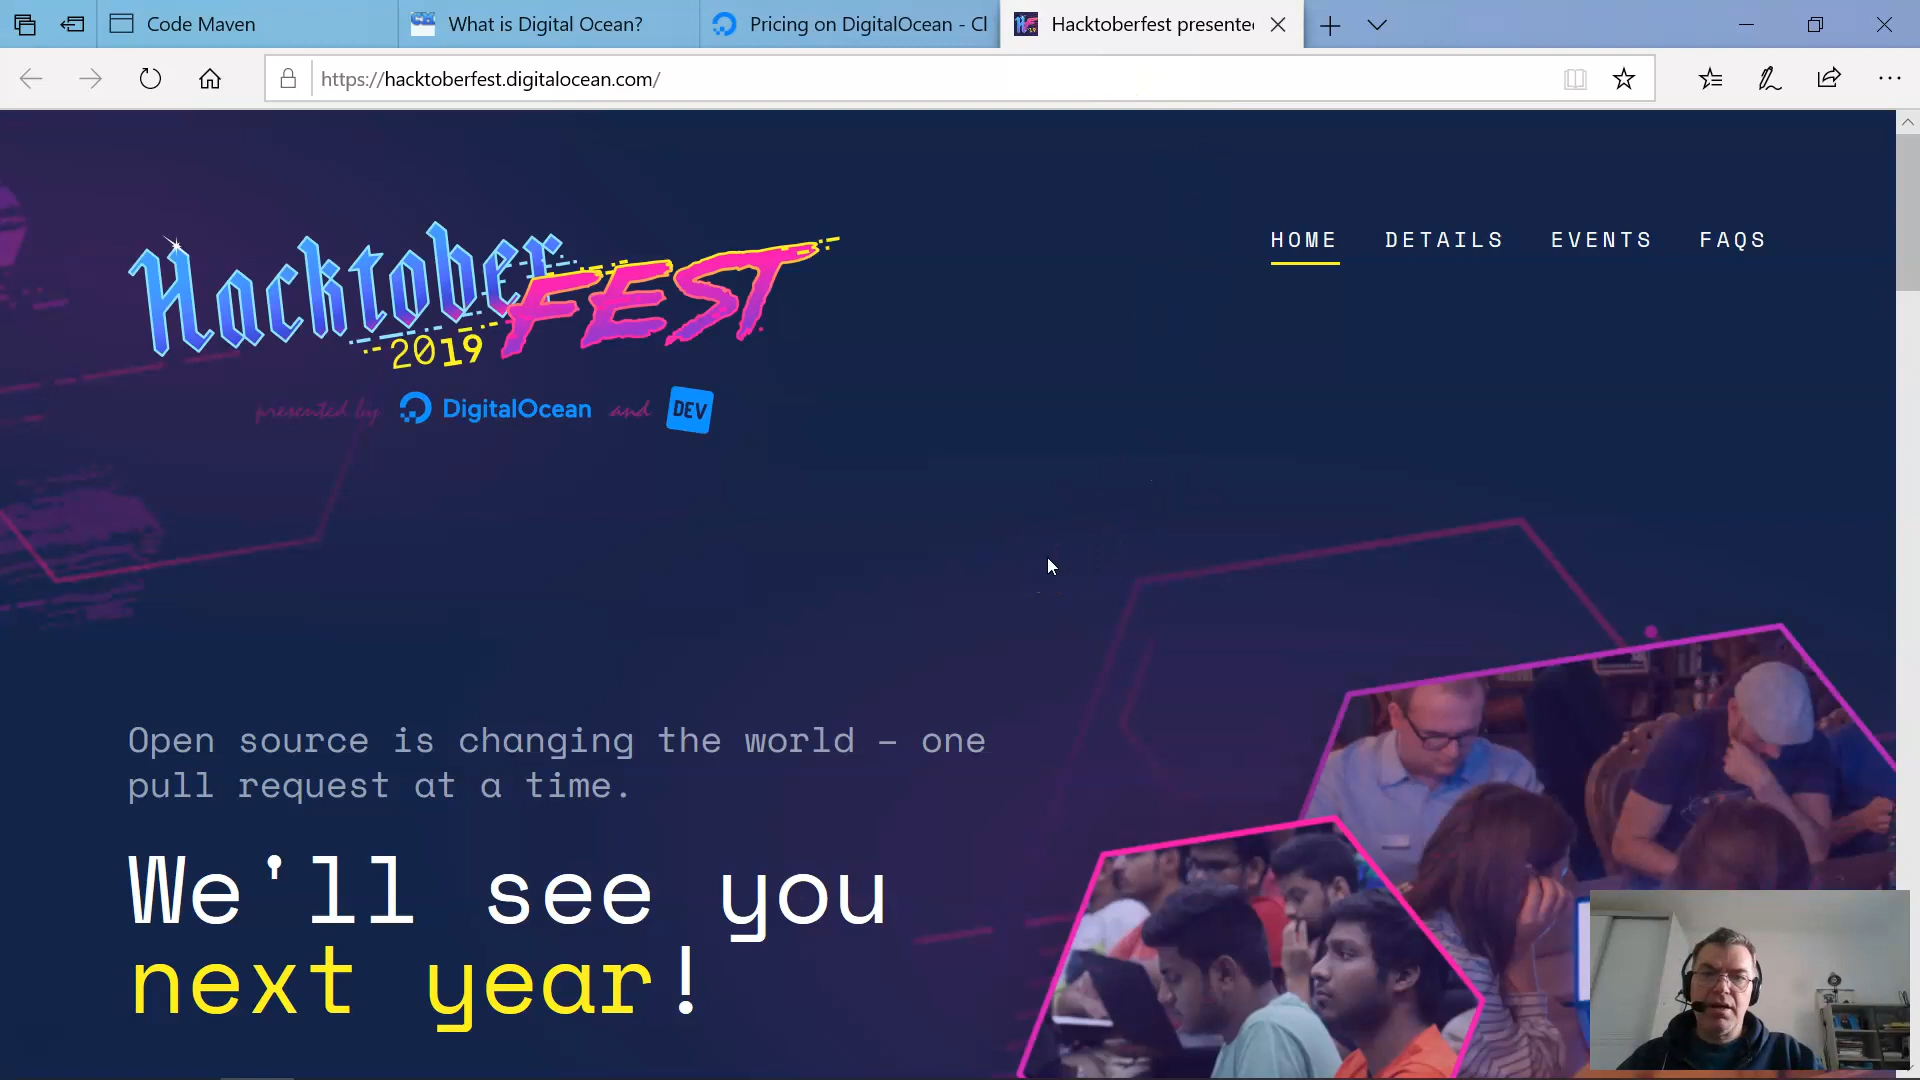 Code Maven
What is Digital Ocean?
Pricing on DigitalOcean - Cl
Hacktoberfest presented
https://hacktoberfest.digitalocean.com/
Hacktober
FEST
2019
presented by DigitalOcean and DEV
HOME DETAILS EVENTS FAQS
Open source is changing the world – one
pull request at a time.
We'll see you
next year!